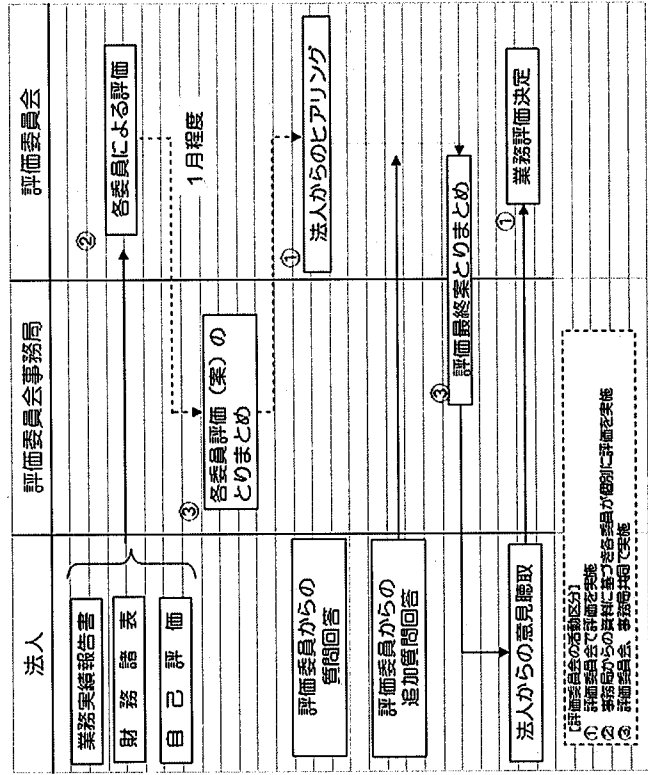 法人
評価委員会事務局
評価委員会
業務実績報告書
財務諸表
自己評価
②
各委員による評価
1月程度
③
各委員評価（案）の
とりまとめ
①
法人からのヒアリング
評価委員からの
質問回答
評価委員からの
追加質問回答
③
評価最終案とりまとめ
法人からの意見聴取
①
業務評価決定
【評価委員会の活動区分】
① 評価委員会で評価を実施
② 事務局からの資料に基づき各委員が個別に評価を実施
③ 評価委員会、事務局共同で実施